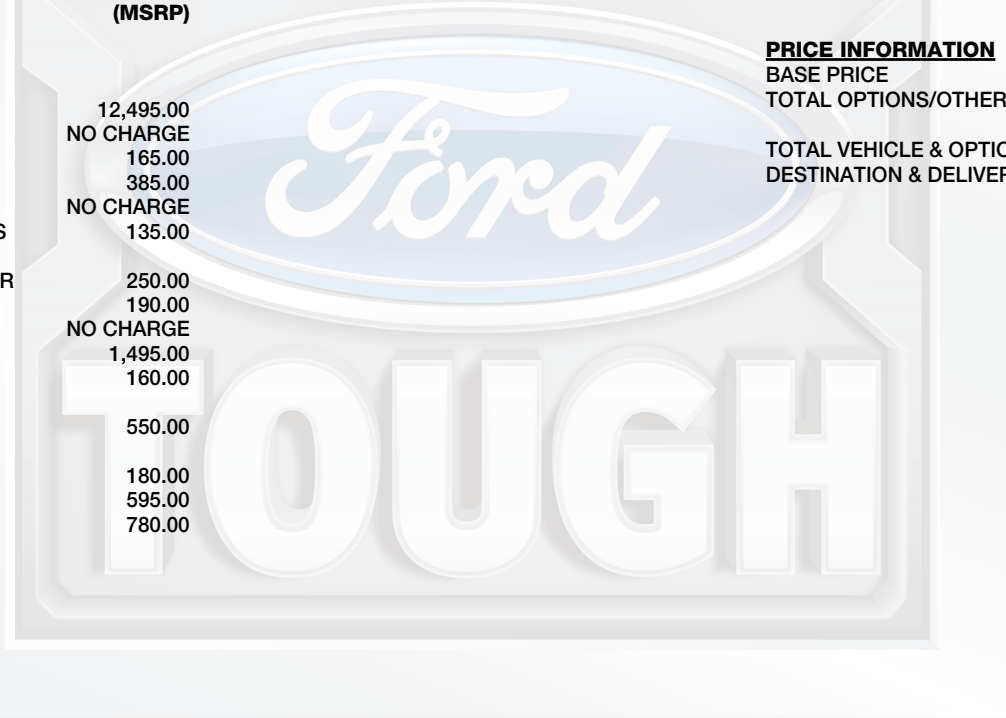 (MSRP)
12,495.00
NO CHARGE
165.00
385.00
NO CHARGE
S 135.00
R 250.00
190.00
NO CHARGE
1,495.00
160.00
550.00
180.00
595.00
780.00
PRICE INFORMATION
BASE PRICE
TOTAL OPTIONS/OTHER
TOTAL VEHICLE & OPTIO
DESTINATION & DELIVER
Ford
TOUGH